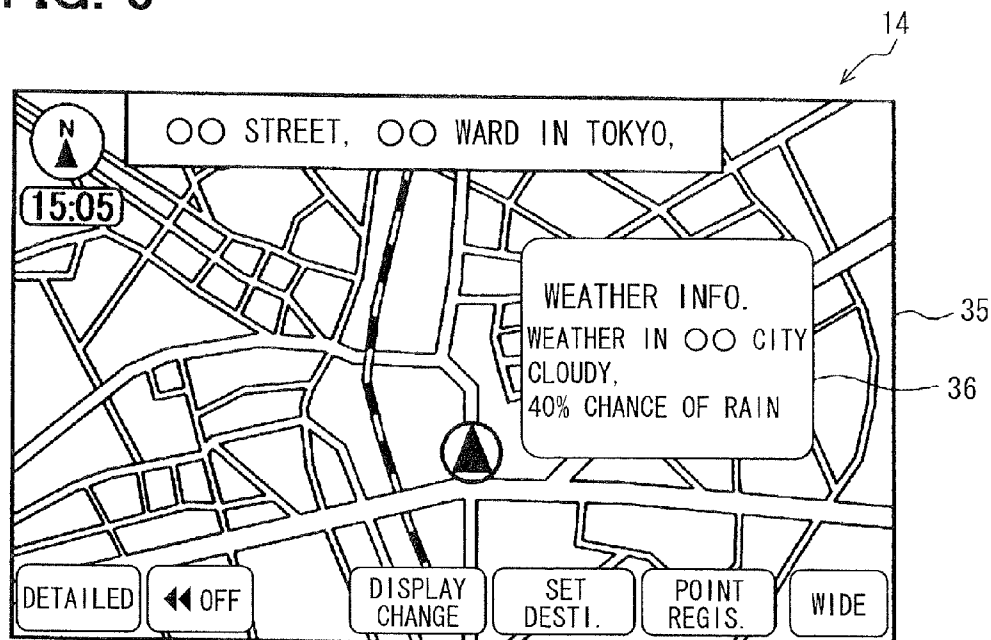 14
N
○○ STREET, ○○ WARD IN TOKYO,
15:05
WEATHER INFO.
WEATHER IN ○○ CITY
CLOUDY,
40% CHANCE OF RAIN
35
36
DETAILED
◀◀ OFF
DISPLAY
CHANGE
SET
DESTI.
POINT
REGIS.
WIDE